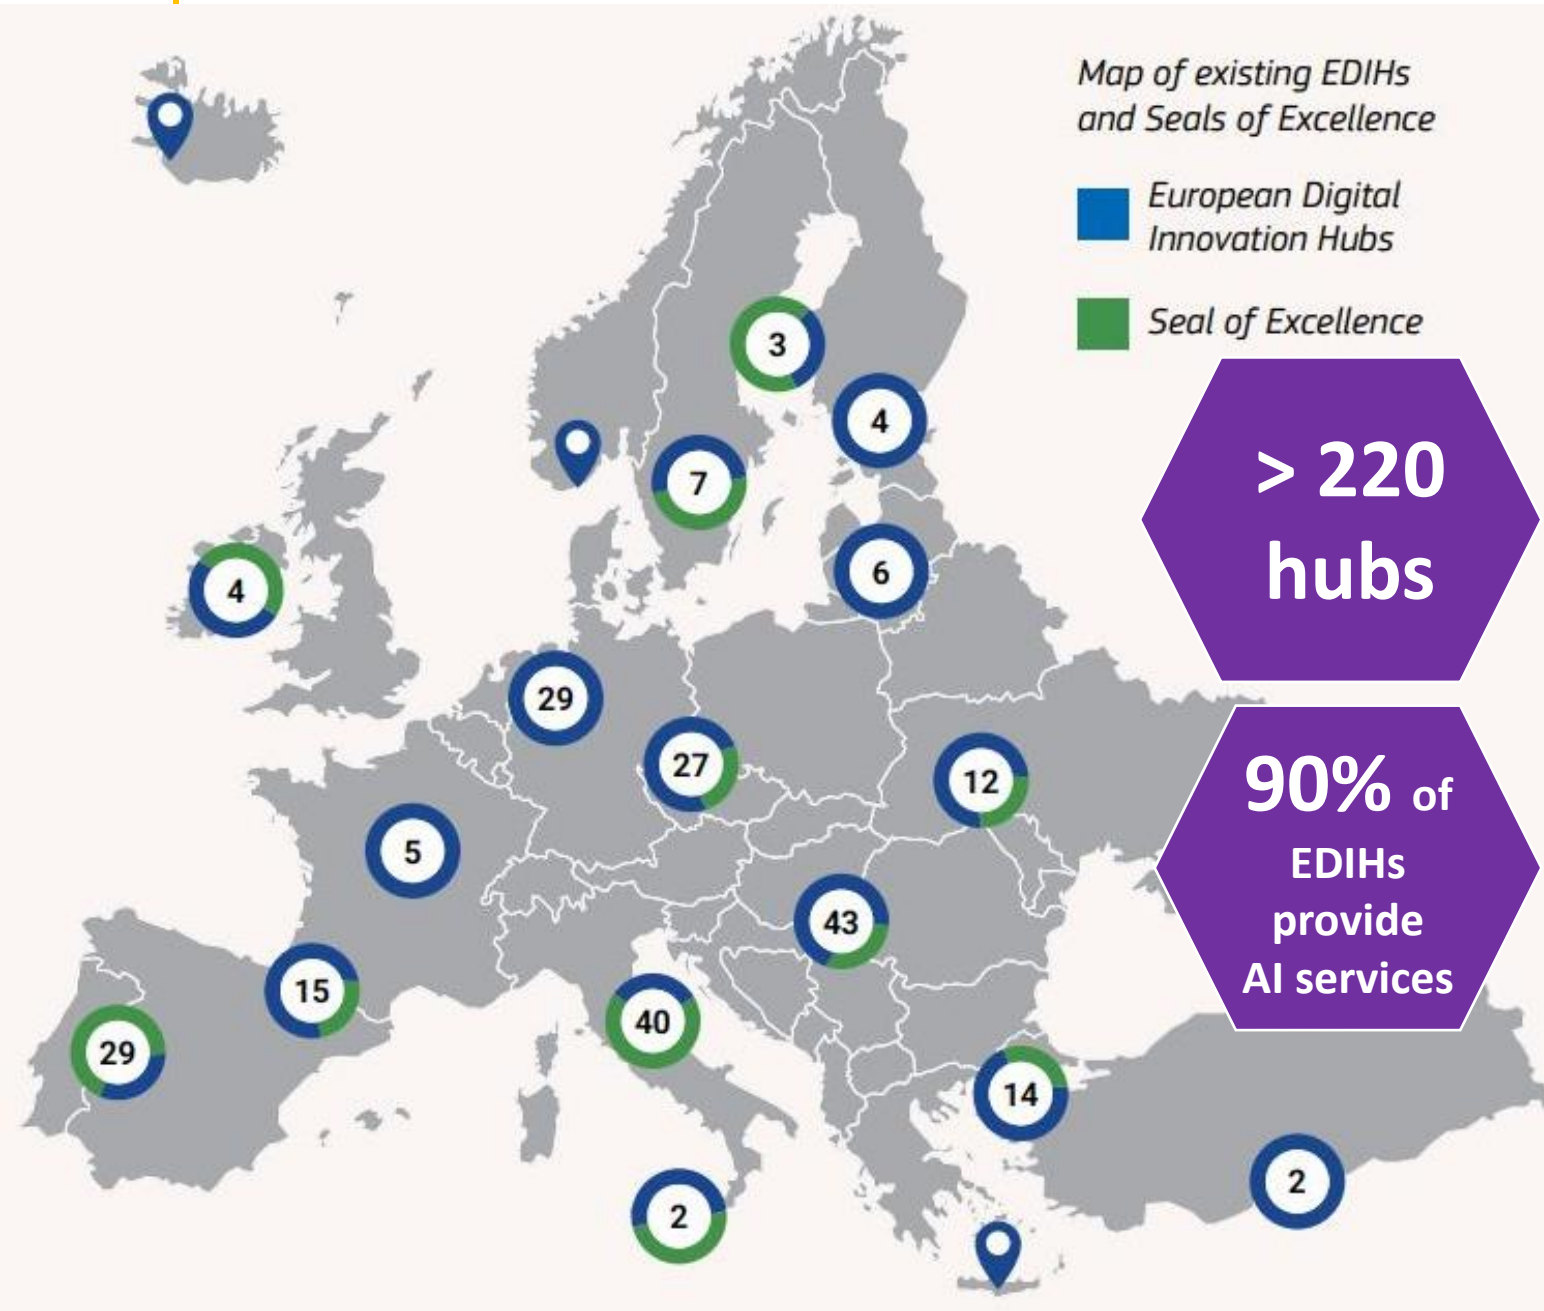 Map of existing EDIHs
and Seals of Excellence
European Digital
Innovation Hubs
Seal of Excellence
> 220
hubs
90% of
EDIHs
provide
AI services
3
4
7
6
4
29
27
12
5
43
15
40
29
14
2
2